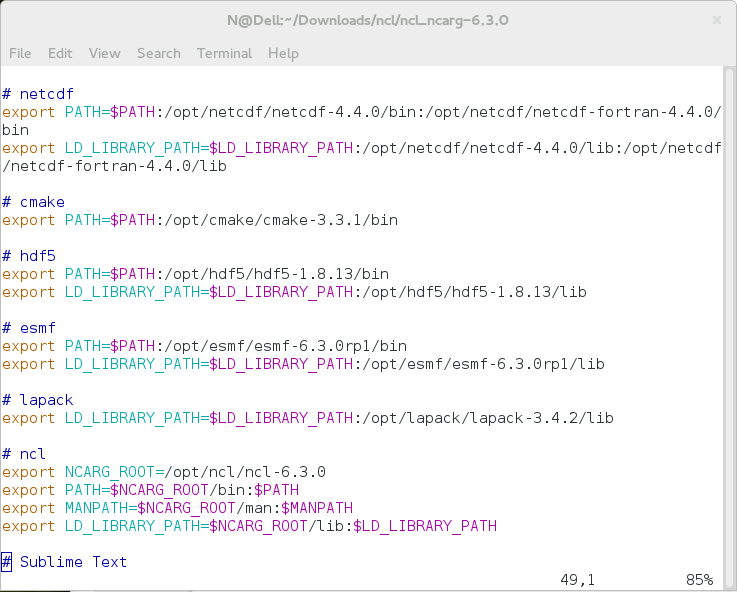 N@Dell:~/Downloads/ncl/ncl_ncarg-6.3.0
File Edit View Search Terminal Help
# netcdf
export PATH=$PATH:/opt/netcdf/netcdf-4.4.0/bin:/opt/netcdf/netcdf-fortran-4.4.0/
bin
export LD_LIBRARY_PATH=$LD_LIBRARY_PATH:/opt/netcdf/netcdf-4.4.0/lib:/opt/netcdf
/netcdf-fortran-4.4.0/lib
# cmake
export PATH=$PATH:/opt/cmake/cmake-3.3.1/bin
# hdf5
export PATH=$PATH:/opt/hdf5/hdf5-1.8.13/bin
export LD_LIBRARY_PATH=$LD_LIBRARY_PATH:/opt/hdf5/hdf5-1.8.13/lib
# esmf
export PATH=$PATH:/opt/esmf/esmf-6.3.0rp1/bin
export LD_LIBRARY_PATH=$LD_LIBRARY_PATH:/opt/esmf/esmf-6.3.0rp1/lib
# lapack
export LD_LIBRARY_PATH=$LD_LIBRARY_PATH:/opt/lapack/lapack-3.4.2/lib
# ncl
export NCARG_ROOT=/opt/ncl/ncl-6.3.0
export PATH=$NCARG_ROOT/bin:$PATH
export MANPATH=$NCARG_ROOT/man:$MANPATH
export LD_LIBRARY_PATH=$NCARG_ROOT/lib:$LD_LIBRARY_PATH
# Sublime Text
49,1 85%